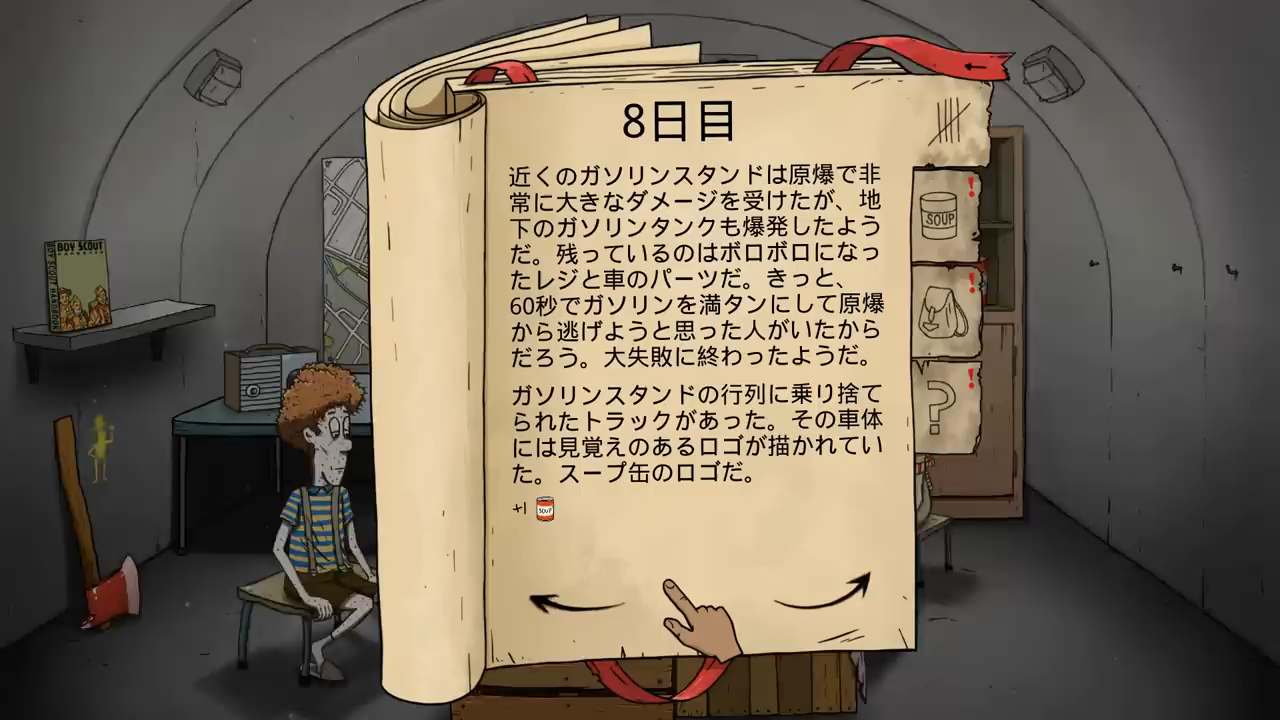 8日目
近くのガソリンスタンドは原爆で非
常に大きなダメージを受けたが、地
下のガソリンタンクも爆発したよう
だ。残っているのはボロボロになっ
たレジと車のパーツだ。きっと、
60秒でガソリンを満タンにして原爆
から逃げようと思った人がいたから
だろう。大失敗に終わったようだ。
ガソリンスタンドの行列に乗り捨て
られたトラックがあった。その車体
には見覚えのあるロゴが描かれてい
た。スープ缶のロゴだ。
+1 SOUP
SOUP
!
!
!
?
BOY SCOUT
HANDBOOK
BOY SCOUT HANDBOOK